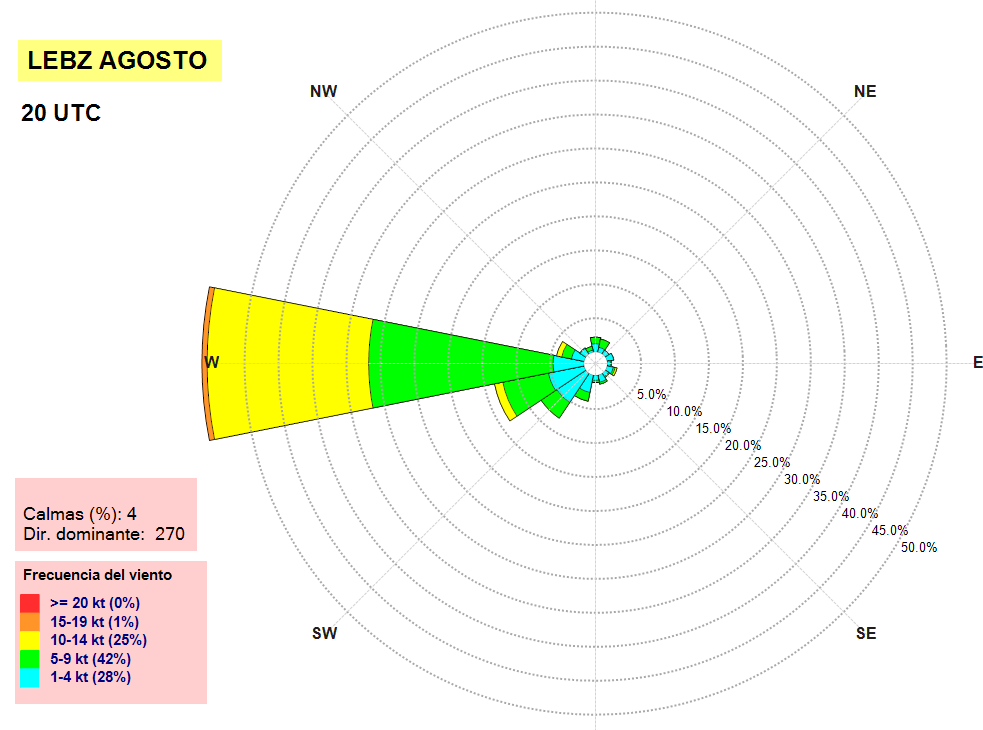 LEBZ AGOSTO
20 UTC
NW
NE
W
E
SW
SE
5.0%
10.0%
15.0%
20.0%
25.0%
30.0%
35.0%
40.0%
45.0%
50.0%
Calmas (%): 4
Dir. dominante: 270
Frecuencia del viento
>= 20 kt (0%)
15-19 kt (1%)
10-14 kt (25%)
5-9 kt (42%)
1-4 kt (28%)